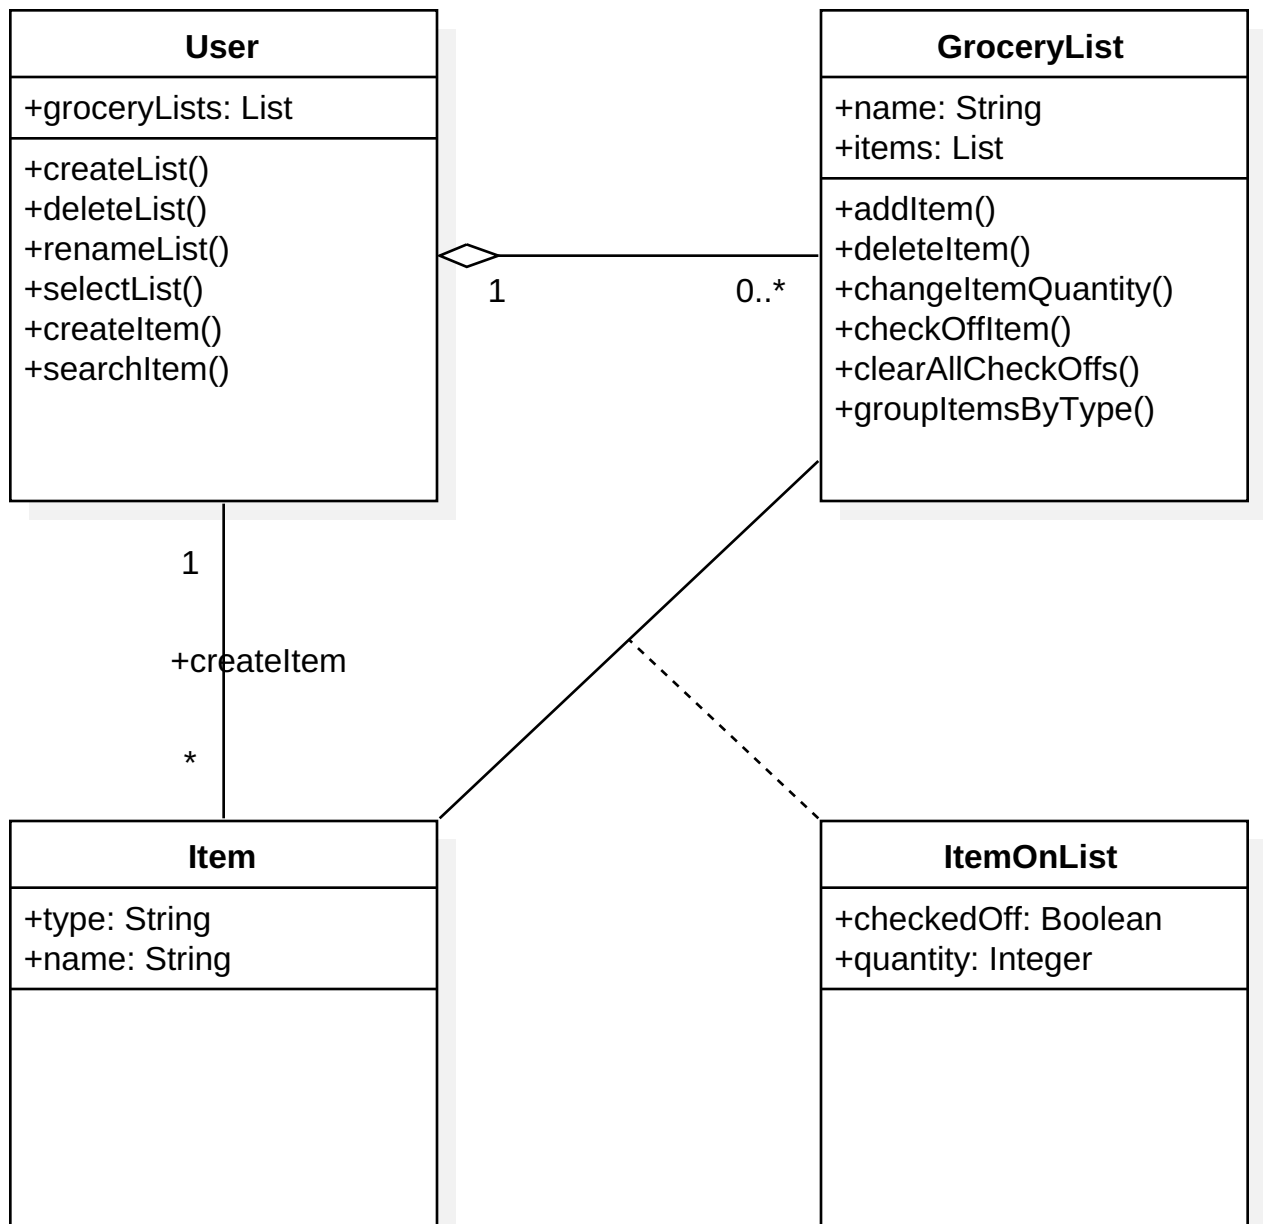 User
+groceryLists: List
+createList()
+deleteList()
+renameList()
+selectList()
+createItem()
+searchItem()
GroceryList
+name: String
+items: List
+addItem()
+deleteItem()
+changeItemQuantity()
+checkOffItem()
+clearAllCheckOffs()
+groupItemsByType()
1
0..*
1
+createItem
*
Item
+type: String
+name: String
ItemOnList
+checkedOff: Boolean
+quantity: Integer